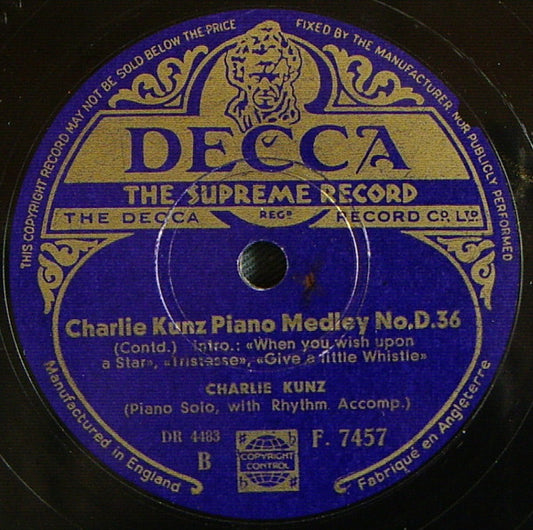 THIS COPYRIGHT RECORD MAY NOT BE SOLD BELOW THE PRICE FIXED BY THE MANUFACTURER, NOR PUBLICLY PERFORMED
DECCA
THE SUPREME RECORD
THE DECCA REGD RECORD CO. LTD
Charlie Kunz Piano Medley No.D.36
(Contd.) Intro.: «When you wish upon
a Star», «Tristesse», «Give a little Whistle»
CHARLIE KUNZ
(Piano Solo, with Rhythm Accomp.)
DR 4483
B
COPYRIGHT
CONTROL
F. 7457
Manufactured in England
Fabriqué en Angleterre